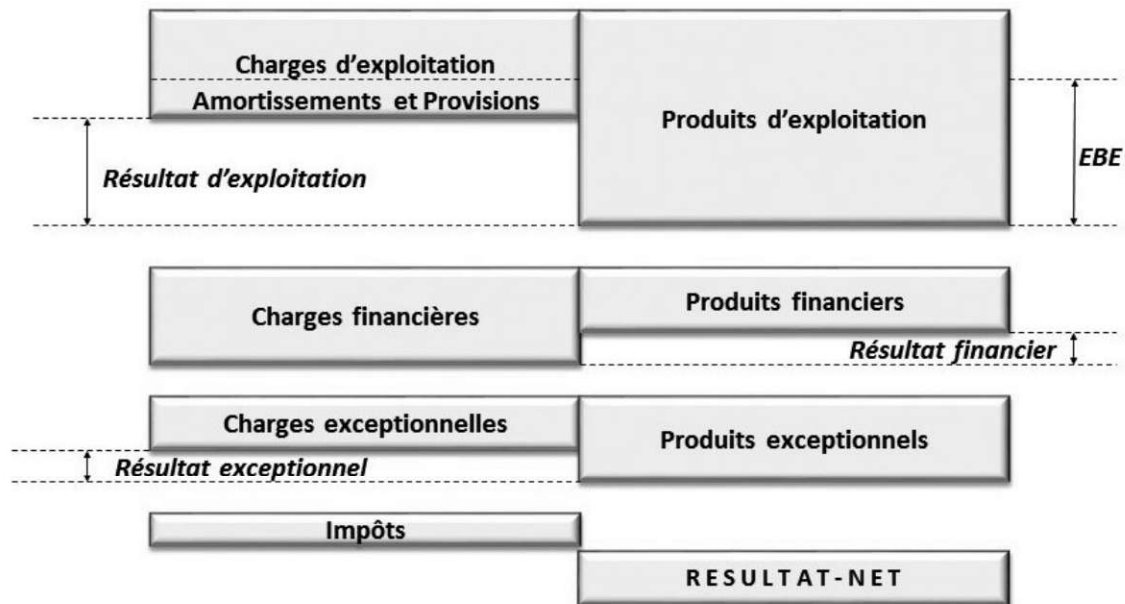 Charges d'exploitation
Amortissements et Provisions
Produits d'exploitation
EBE
Résultat d'exploitation
Charges financières
Produits financiers
Résultat financier
Charges exceptionnelles
Produits exceptionnels
Résultat exceptionnel
Impôts
RESULTAT-NET